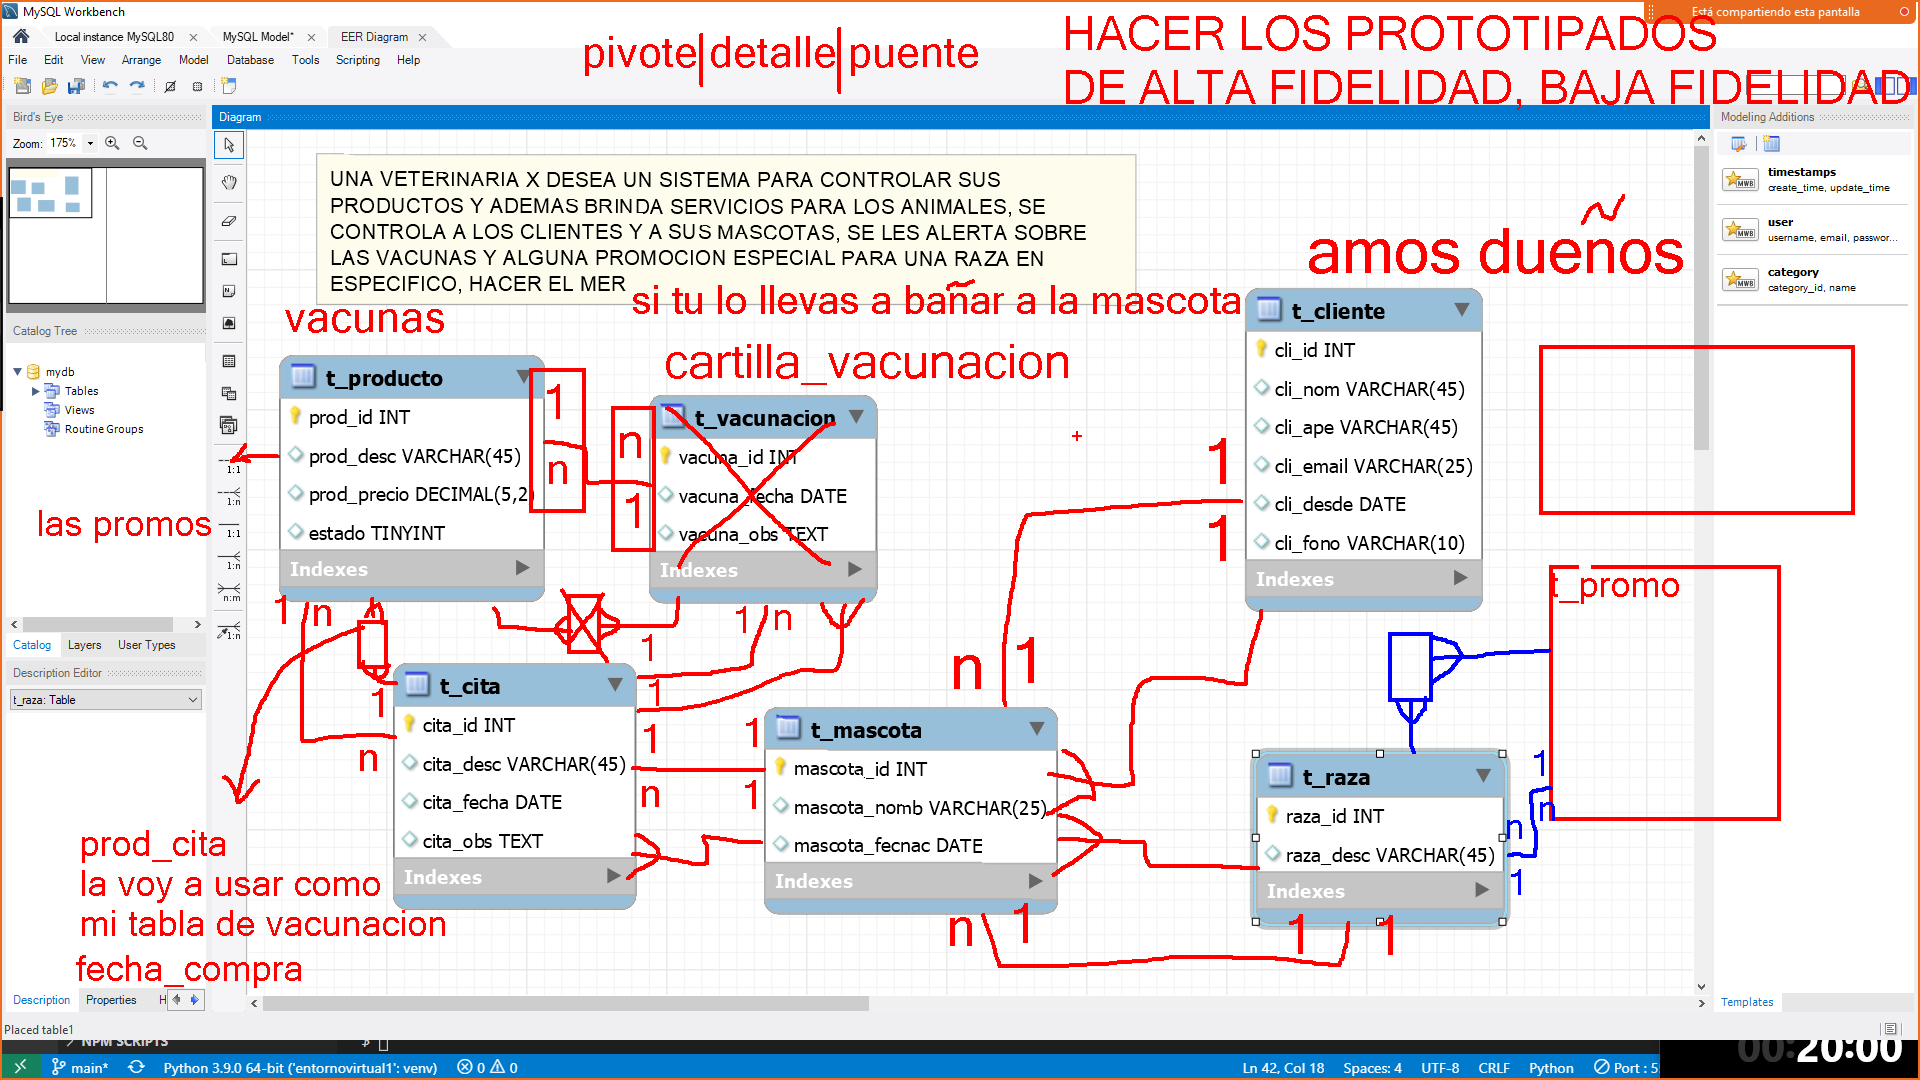 MySQL Workbench
Está compartiendo esta pantalla
Local instance MySQL80
MySQL Model*
EER Diagram
File Edit View Arrange Model Database Tools Scripting Help
pivote|detalle|puente
HACER LOS PROTOTIPADOS
DE ALTA FIDELIDAD, BAJA FIDELIDAD
Bird's Eye
Diagram
Modeling Additions
Zoom: 175%
timestamps
create_time, update_time
user
username, email, passwor...
category
category_id, name
UNA VETERINARIA X DESEA UN SISTEMA PARA CONTROLAR SUS
PRODUCTOS Y ADEMAS BRINDA SERVICIOS PARA LOS ANIMALES, SE
CONTROLA A LOS CLIENTES Y A SUS MASCOTAS, SE LES ALERTA SOBRE
LAS VACUNAS Y ALGUNA PROMOCION ESPECIAL PARA UNA RAZA EN
ESPECIFICO, HACER EL MER
amos dueños
si tu lo llevas a bañar a la mascota
vacunas
cartilla_vacunacion
Catalog Tree
mydb
Tables
Views
Routine Groups
t_producto
prod_id INT
prod_desc VARCHAR(45)
prod_precio DECIMAL(5,2)
estado TINYINT
Indexes
1
n
n
1
t_vacunacion
vacuna_id INT
vacuna_fecha DATE
vacuna_obs TEXT
Indexes
t_cliente
cli_id INT
cli_nom VARCHAR(45)
cli_ape VARCHAR(45)
cli_email VARCHAR(25)
cli_desde DATE
cli_fono VARCHAR(10)
Indexes
1
1
1:1
1:n
1:1
1:n
n:m
1:n
las promos
t_promo
1 n
1 n
1
1
1
1
n
n 1
Catalog Layers User Types
Description Editor
t_raza: Table
t_cita
cita_id INT
cita_desc VARCHAR(45)
cita_fecha DATE
cita_obs TEXT
Indexes
n
1
1
t_mascota
mascota_id INT
mascota_nomb VARCHAR(25)
mascota_fecnac DATE
Indexes
n 1
t_raza
raza_id INT
raza_desc VARCHAR(45)
Indexes
1 1
1
n
n
1
prod_cita
la voy a usar como
mi tabla de vacunacion
fecha_compra
Description Properties H
Templates
Placed table1
NPM SCRIPTS
main*
Python 3.9.0 64-bit ('entornovirtual1': venv)
0 0
Ln 42, Col 18 Spaces: 4 UTF-8 CRLF Python Port : 5
00:20:00